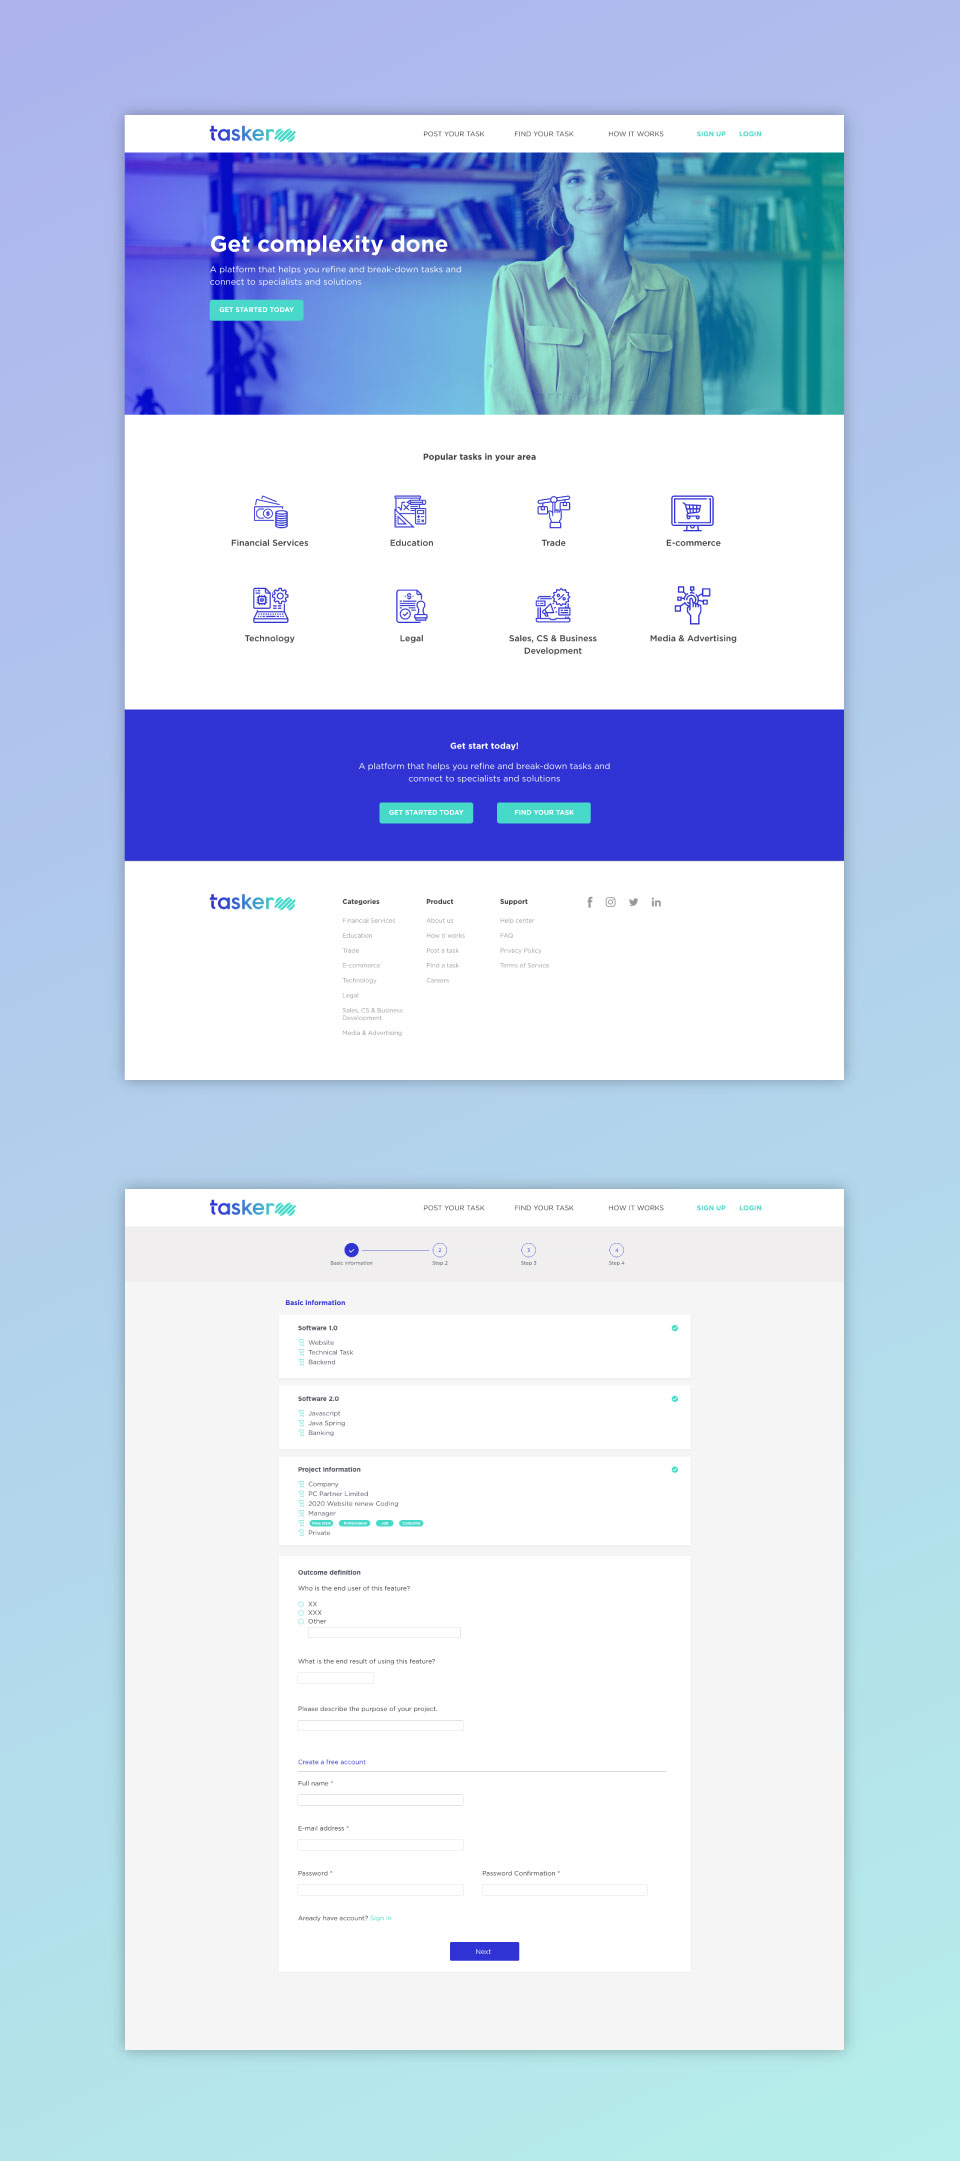 tasker
POST YOUR TASK
FIND YOUR TASK
HOW IT WORKS
SIGN UP
LOGIN
Get complexity done
A platform that helps you refine and break-down tasks and
connect to specialists and solutions
GET STARTED TODAY
Popular tasks in your area
Financial Services
Education
Trade
E-commerce
Technology
Legal
Sales, CS & Business
Development
Media & Advertising
Get start today!
A platform that helps you refine and break-down tasks and
connect to specialists and solutions
GET STARTED TODAY
FIND YOUR TASK
tasker
Categories
Financial Services
Education
Trade
E-commerce
Technology
Legal
Sales, CS & Business
Development
Media & Advertising
Product
About us
How it works
Post a task
Find a task
Careers
Support
Help center
FAQ
Privacy Policy
Terms of Service
tasker
POST YOUR TASK
FIND YOUR TASK
HOW IT WORKS
SIGN UP
LOGIN
2
3
4
Basic information
Step 2
Step 3
Step 4
Basic information
Software 1.0
Website
Technical Task
Backend
Software 2.0
Javascript
Java Spring
Banking
Project information
Company
PC Partner Limited
2020 Website renew Coding
Manager
Private
Outcome definition
Who is the end user of this feature?
XX
XXX
Other
What is the end result of using this feature?
Please describe the purpose of your project.
Create a free account
Full name *
E-mail address *
Password *
Password Confirmation *
Aready have account? Sign in
Next